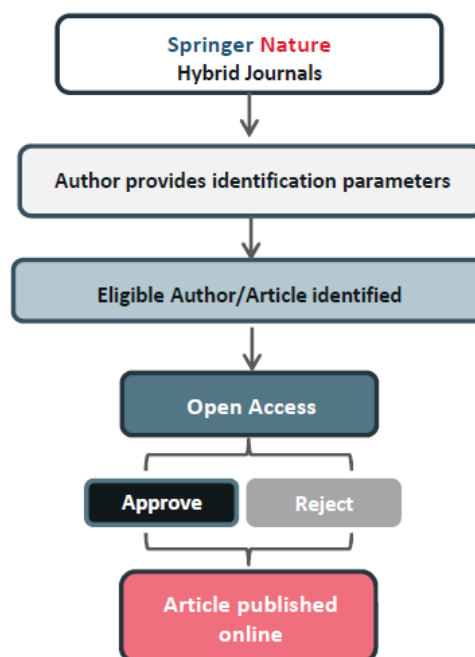 Springer Nature
Hybrid Journals
Author provides identification parameters
Eligible Author/Article identified
Open Access
Approve
Reject
Article published
online